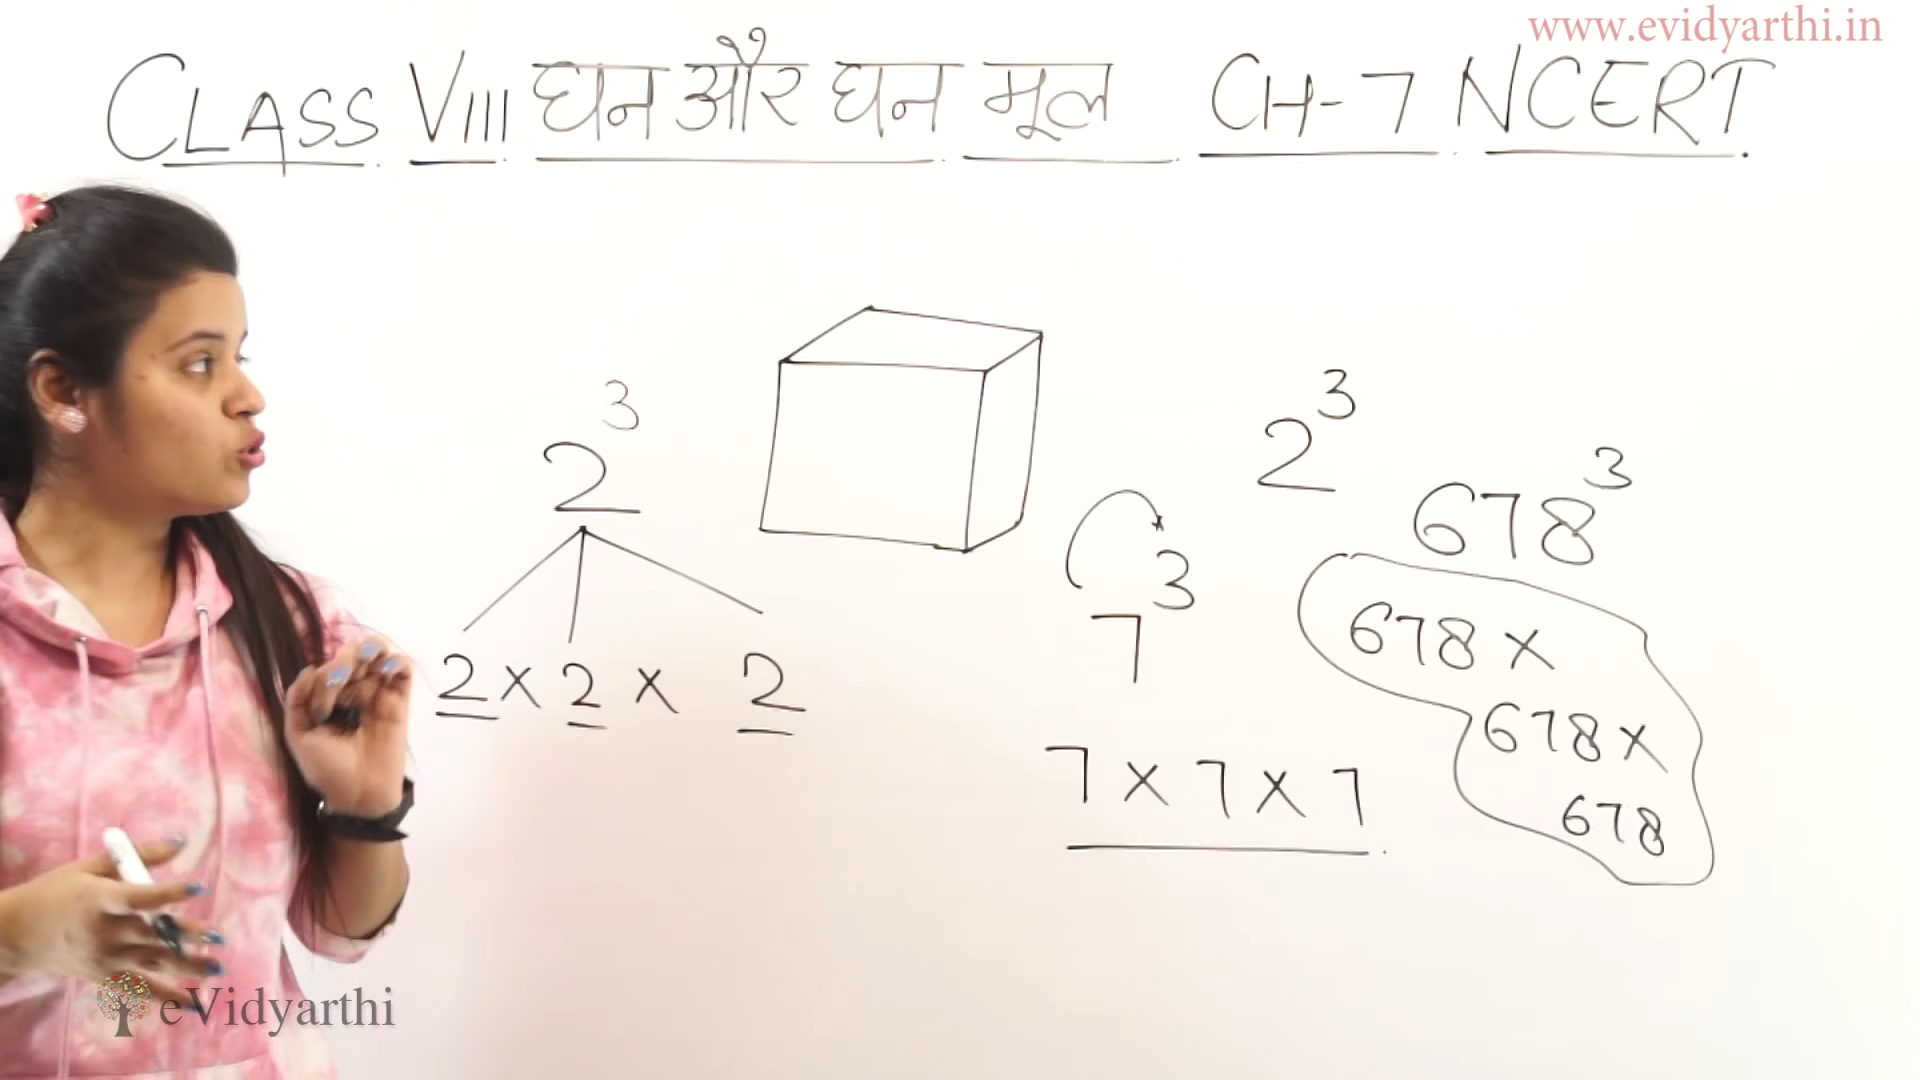 www.evidyarthi.in
CLASS VIII घन और घन मूल CH-7 NCERT
2³
2 × 2 × 2
7³
7 × 7 × 7
2³
678³
678 ×
678 ×
678
eVidyarthi